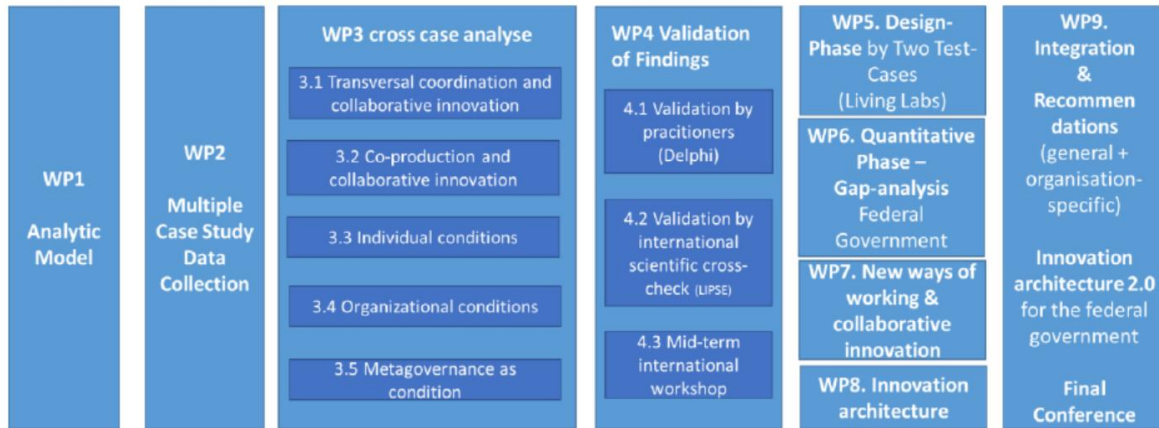 WP1
Analytic
Model
WP2
Multiple
Case Study
Data
Collection
WP3 cross case analyse
3.1 Transversal coordination and
collaborative innovation
3.2 Co-production and
collaborative innovation
3.3 Individual conditions
3.4 Organizational conditions
3.5 Metagovernance as
condition
WP4 Validation
of Findings
4.1 Validation by
pracitioners
(Delphi)
4.2 Validation by
international
scientific cross-
check (LIPSE)
4.3 Mid-term
international
workshop
WP5. Design-
Phase by Two Test-
Cases
(Living Labs)
WP6. Quantitative
Phase –
Gap-analysis
Federal
Government
WP7. New ways of
working &
collaborative
innovation
WP8. Innovation
architecture
WP9.
Integration
&
Recommen
dations
(general +
organisation-
specific)
Innovation
architecture 2.0
for the federal
government
Final
Conference